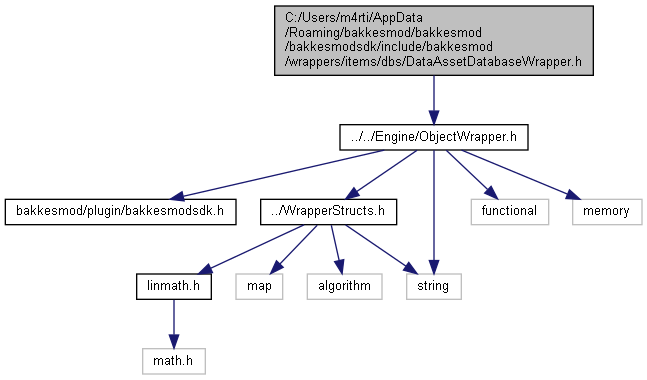 C:/Users/m4rti/AppData
/Roaming/bakkesmod/bakkesmod
/bakkesmodsdk/include/bakkesmod
/wrappers/items/dbs/DataAssetDatabaseWrapper.h
../../Engine/ObjectWrapper.h
bakkesmod/plugin/bakkesmodsdk.h
../WrapperStructs.h
functional
memory
linmath.h
map
algorithm
string
math.h